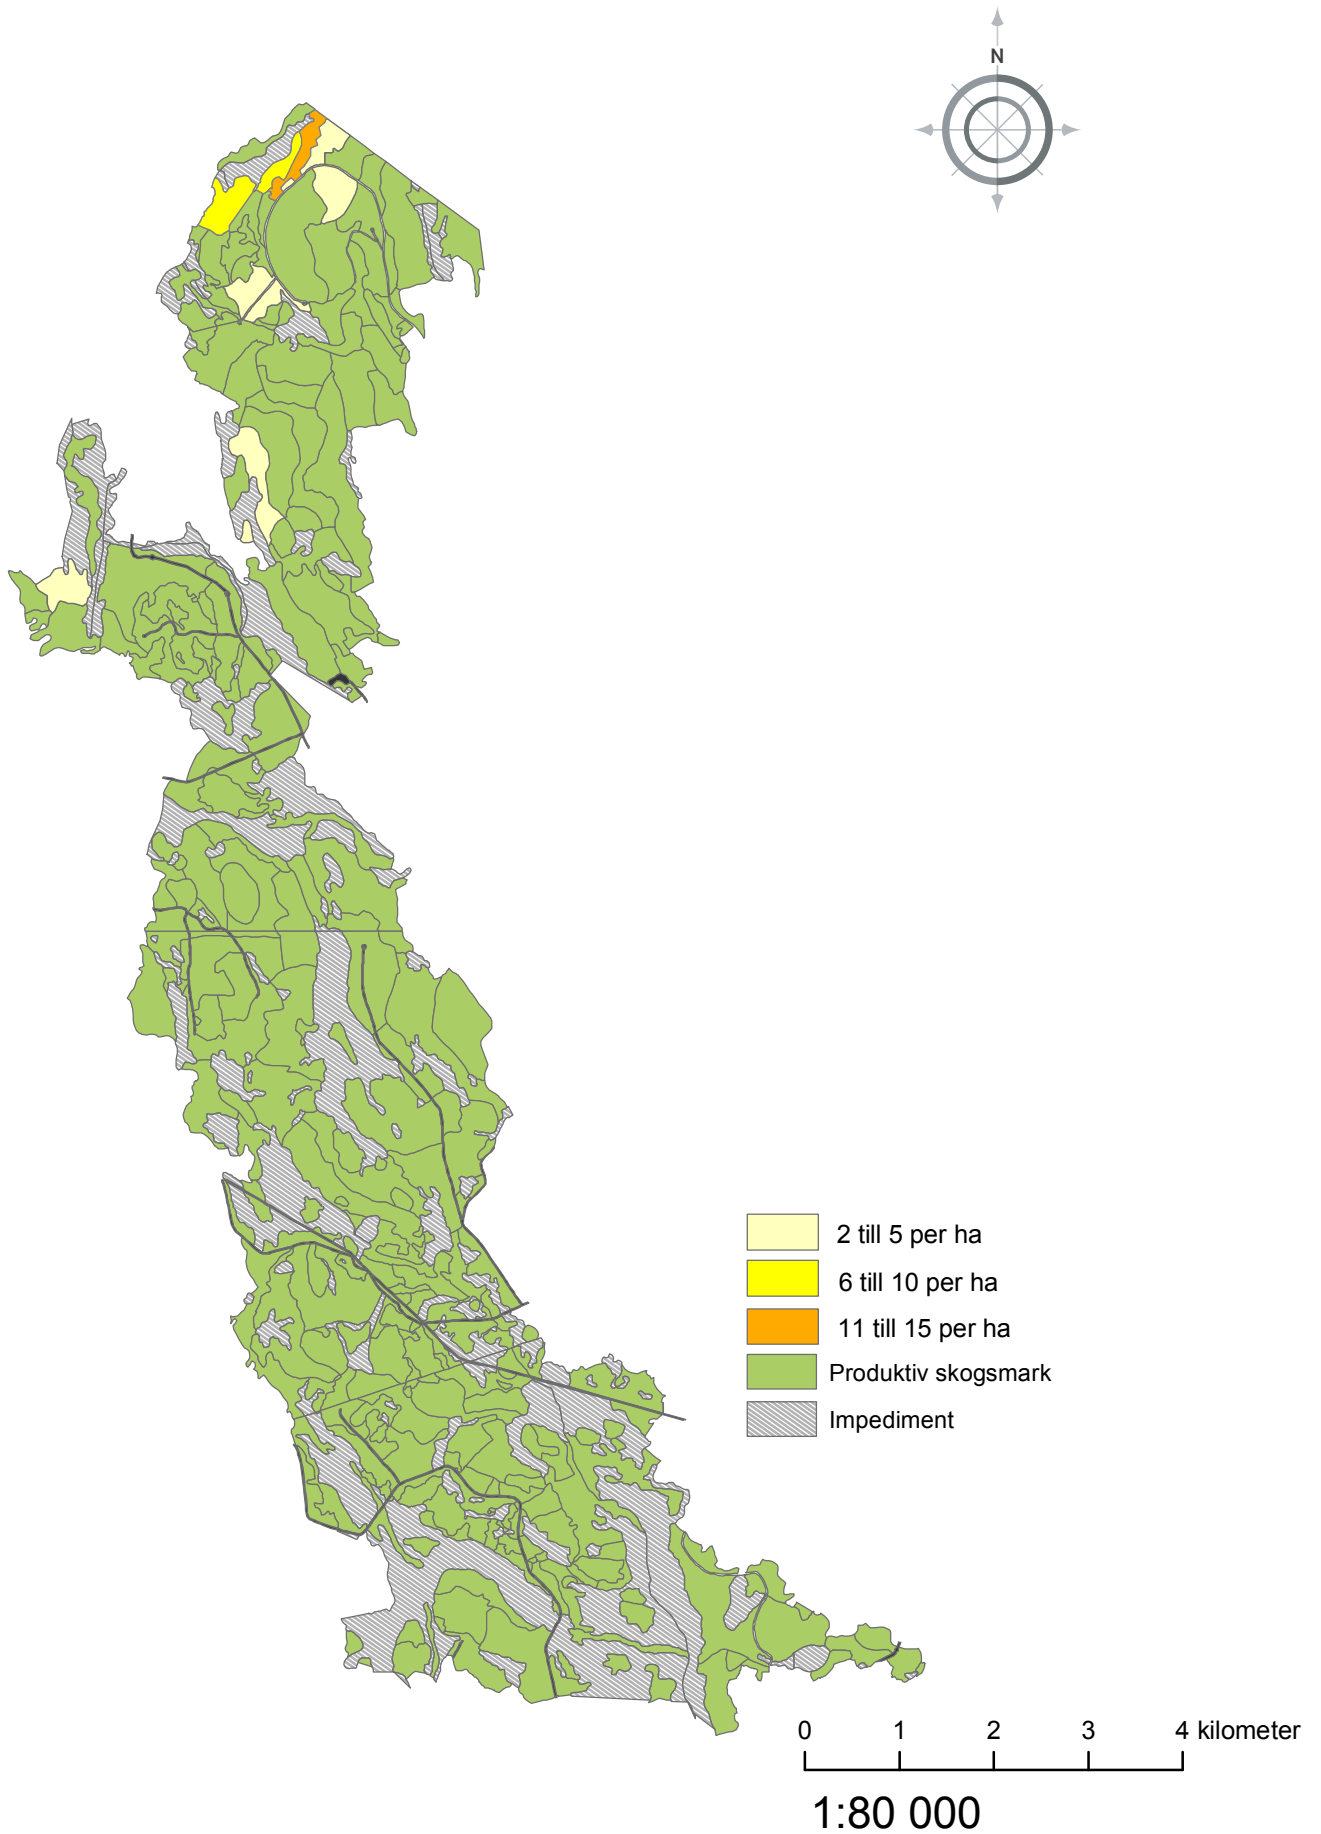 N
2 till 5 per ha
6 till 10 per ha
11 till 15 per ha
Produktiv skogsmark
Impediment
0 1 2 3 4 kilometer
1:80 000